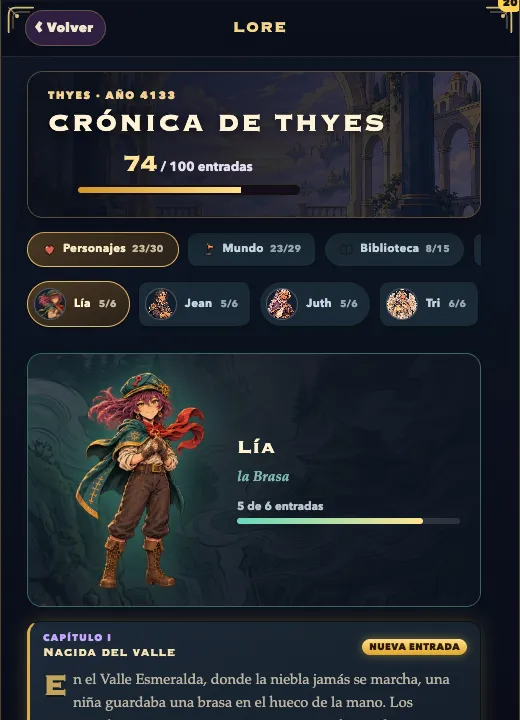 20
Volver
LORE
THYES • AÑO 4133
CRÓNICA DE THYES
74 / 100 entradas
Personajes 23/30 Mundo 23/29 Biblioteca 8/15
Lía 5/6 Jean 5/6 Juth 5/6 Tri 6/6
Lía
la Brasa
5 de 6 entradas
CAPÍTULO I
NACIDA DEL VALLE
NUEVA ENTRADA
En el Valle Esmeralda, donde la niebla jamás se marcha, una
niña guardaba una brasa en el hueco de la mano. Los